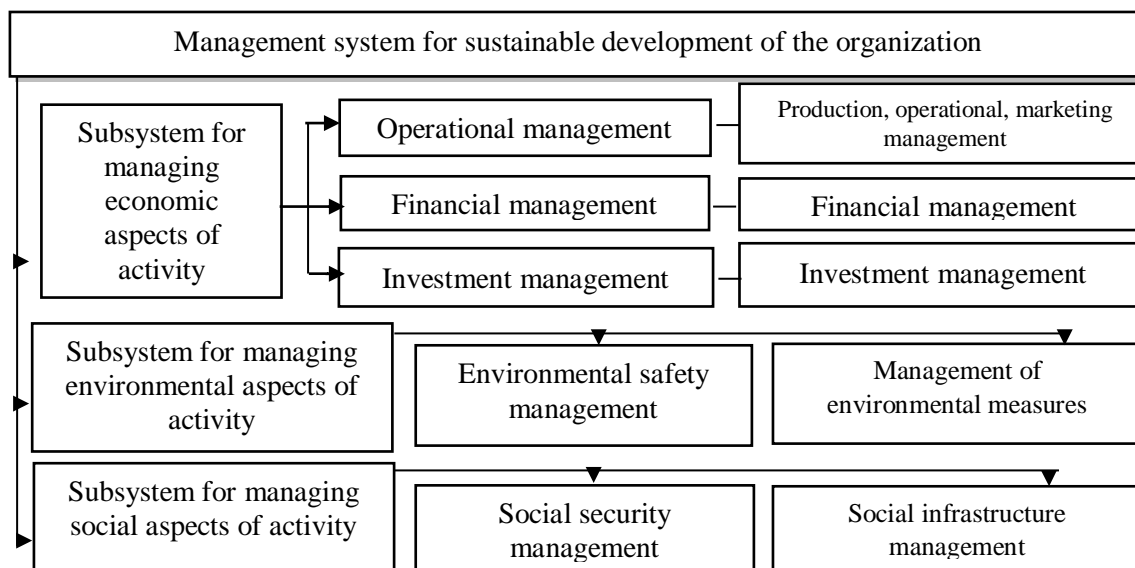 Management system for sustainable development of the organization
Subsystem for
managing
economic
aspects of
activity
Operational management
Production, operational, marketing
management
Financial management
Financial management
Investment management
Investment management
Subsystem for managing
environmental aspects of
activity
Environmental safety
management
Management of
environmental measures
Subsystem for managing
social aspects of activity
Social security
management
Social infrastructure
management